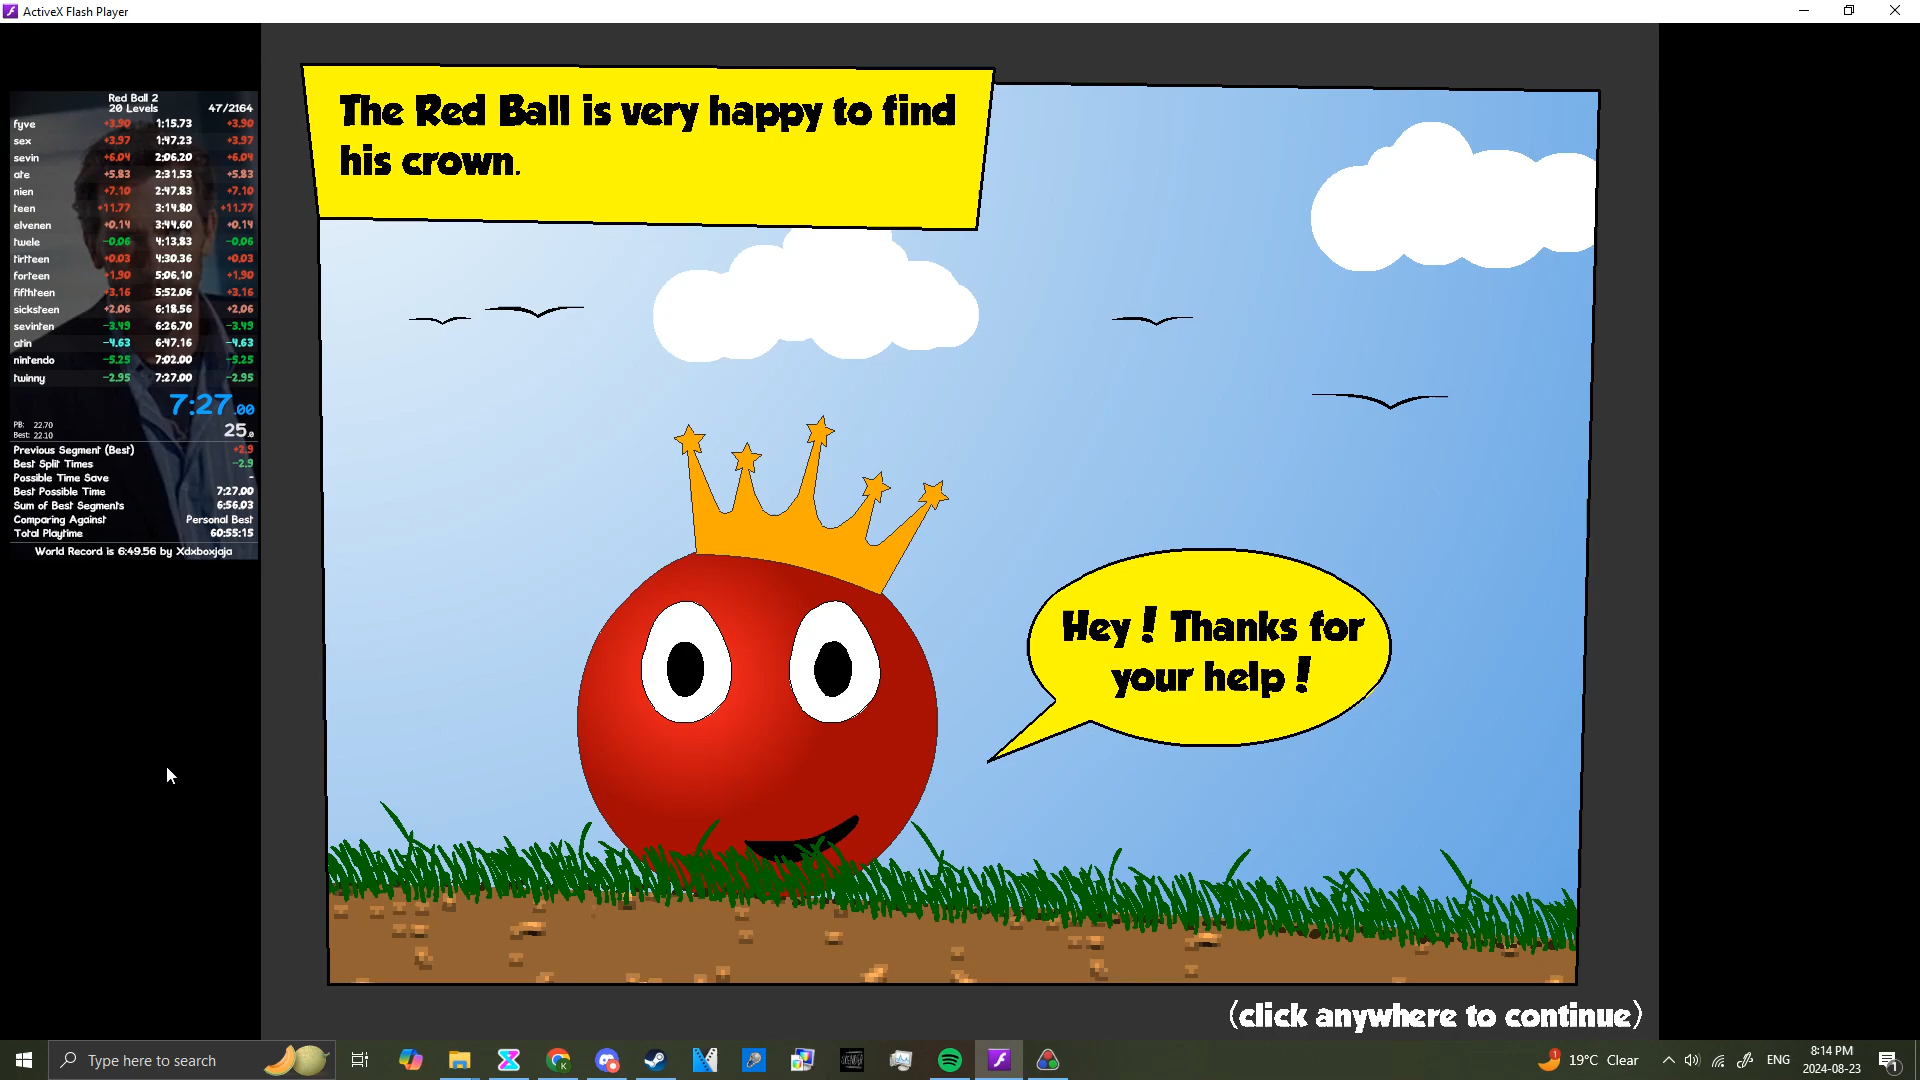 ActiveX Flash Player
Red Ball 2
20 Levels 47/2164
fyve +3.90 1:15.73 +3.90
sex +3.97 1:47.23 +3.97
sevin +6.04 2:06.20 +6.04
ate +5.83 2:31.53 +5.83
nien +7.10 2:47.83 +7.10
teen +11.77 3:14.80 +11.77
elvenen +0.14 3:44.60 +0.14
twele −0.06 4:13.83 −0.06
tirtteen +0.03 4:30.36 +0.03
forteen +1.90 5:06.10 +1.90
fifthteen +3.16 5:52.06 +3.16
sicksteen +2.06 6:18.56 +2.06
sevinten −3.49 6:26.70 −3.49
atin −4.63 6:47.16 −4.63
nintendo −5.25 7:02.00 −5.25
twinny −2.95 7:27.00 −2.95
7:27.00
PB: 22.70
Best: 22.10
25.0
Previous Segment (Best) +2.9
Best Split Times −2.9
Possible Time Save -
Best Possible Time 7:27.00
Sum of Best Segments 6:56.03
Comparing Against Personal Best
Total Playtime 60:55:15
World Record is 6:49.56 by Xdxboxjaja
The Red Ball is very happy to find
his crown.
Hey! Thanks for
your help!
(click anywhere to continue)
Type here to search
19°C Clear
ENG
8:14 PM
2024-08-23
1